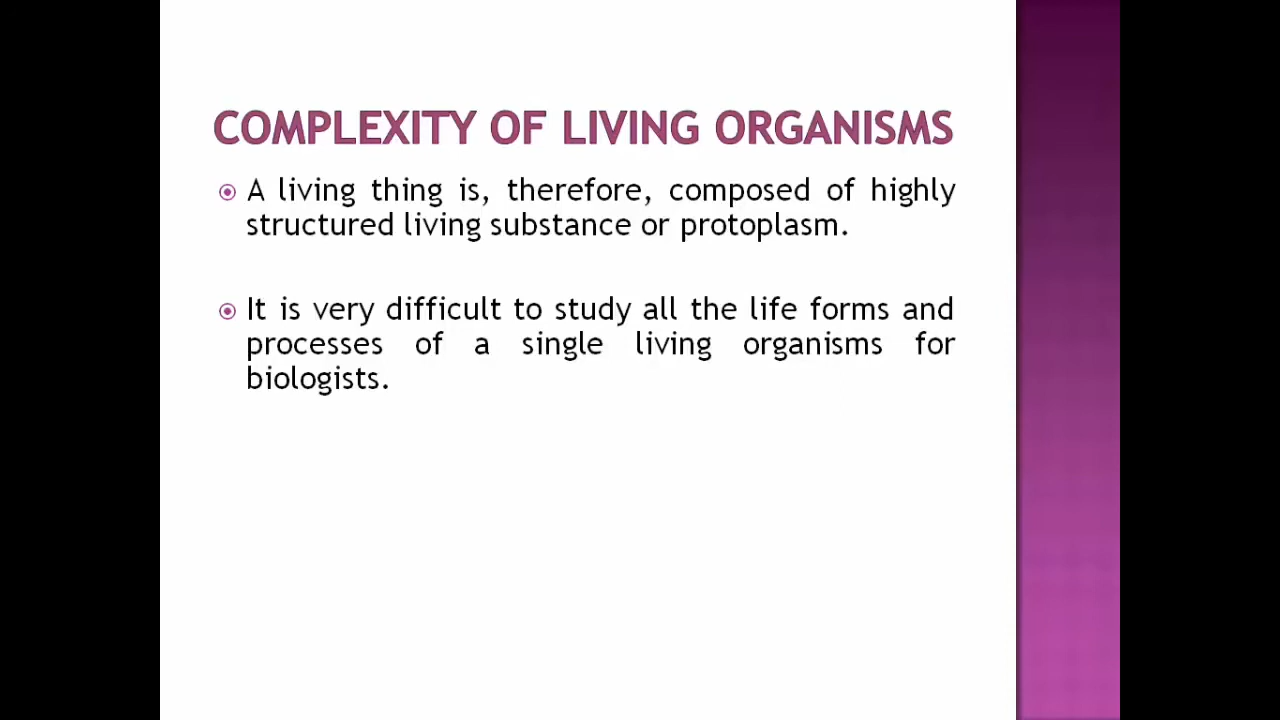 COMPLEXITY OF LIVING ORGANISMS
A living thing is, therefore, composed of highly
structured living substance or protoplasm.
It is very difficult to study all the life forms and
processes of a single living organisms for
biologists.